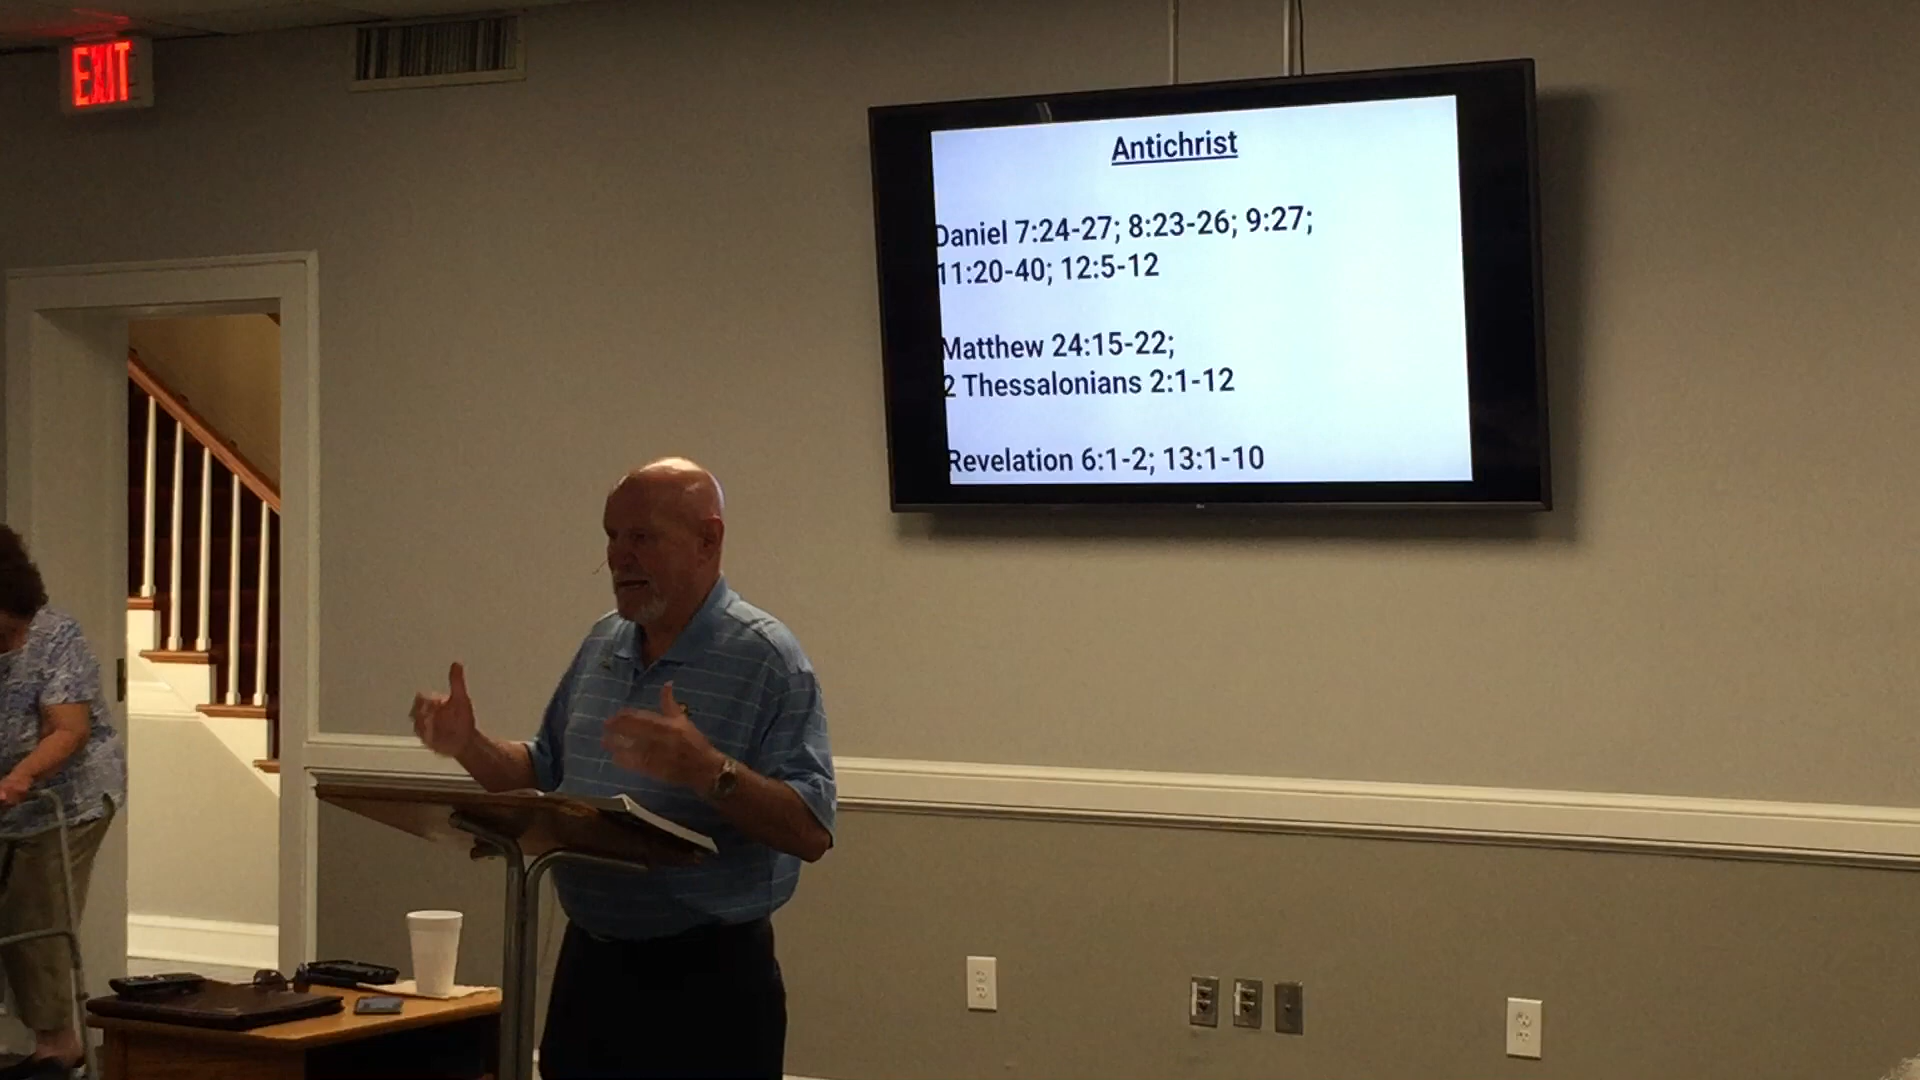 EXIT
Antichrist
Daniel 7:24-27; 8:23-26; 9:27;
11:20-40; 12:5-12
Matthew 24:15-22;
2 Thessalonians 2:1-12
Revelation 6:1-2; 13:1-10